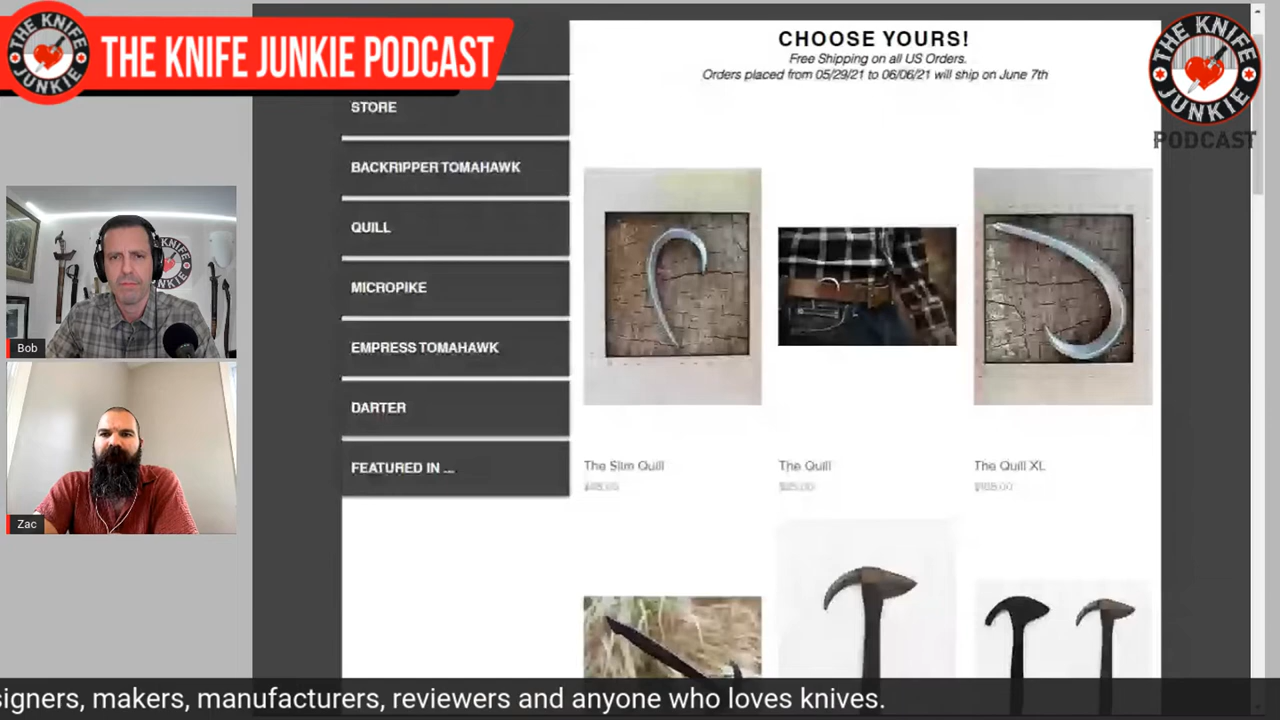 THE KNIFE JUNKIE
THE KNIFE JUNKIE PODCAST
THE KNIFE JUNKIE
PODCAST
CHOOSE YOURS!
Free Shipping on all US Orders.
Orders placed from 05/29/21 to 06/06/21 will ship on June 7th
STORE
BACKRIPPER TOMAHAWK
QUILL
MICROPIKE
EMPRESS TOMAHAWK
DARTER
FEATURED IN ...
The Slim Quill
The Quill
The Quill XL
Bob
Zac
signers, makers, manufacturers, reviewers and anyone who loves knives.